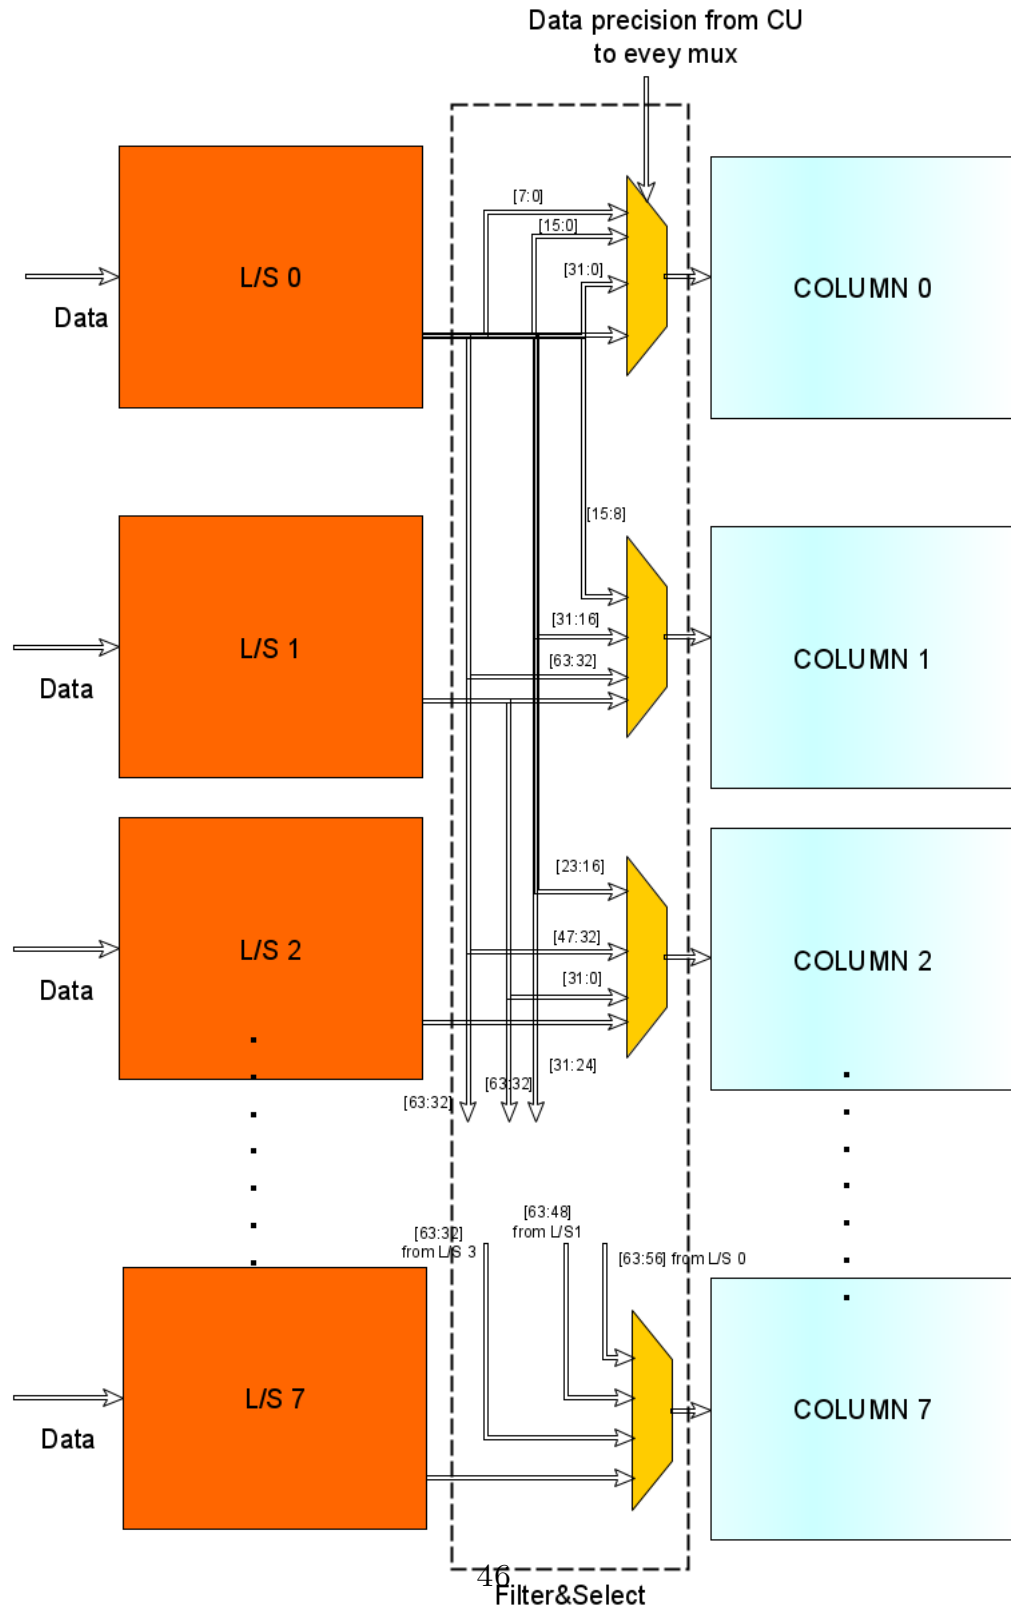 Data precision from CU
to evey mux
[7:0]
[15:0]
L/S 0
[31:0]
COLUMN 0
Data
[15:8]
[31:16]
L/S 1
[63:32]
COLUMN 1
Data
[23:16]
[47:32]
L/S 2
COLUMN 2
[31:0]
Data
[31:24]
[63:32]
[63:32]
[63:48]
from L/S1
[63:32]
from L/S 3
[63:56] from L/S 0
L/S 7
COLUMN 7
Data
46
Filter&Select